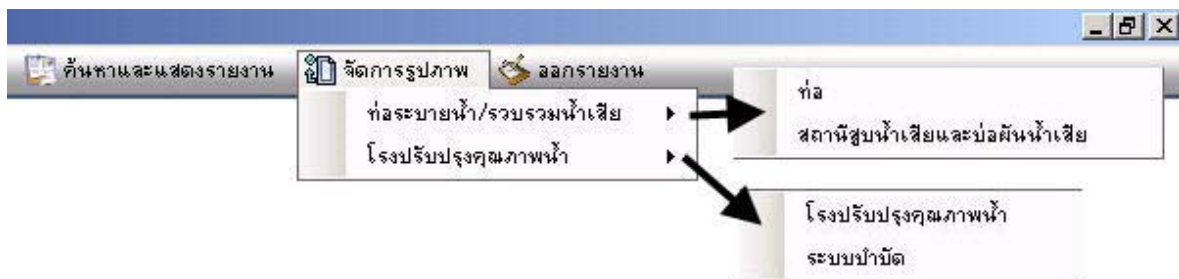 ค้นหาและแสดงรายงาน จัดการรูปภาพ ออกรายงาน
ท่อระบายน้ำ/รวบรวมน้ำเสีย
โรงปรับปรุงคุณภาพน้ำ
ท่อ
สถานีสูบน้ำเสียและบ่อผันน้ำเสีย
โรงปรับปรุงคุณภาพน้ำ
ระบบบำบัด